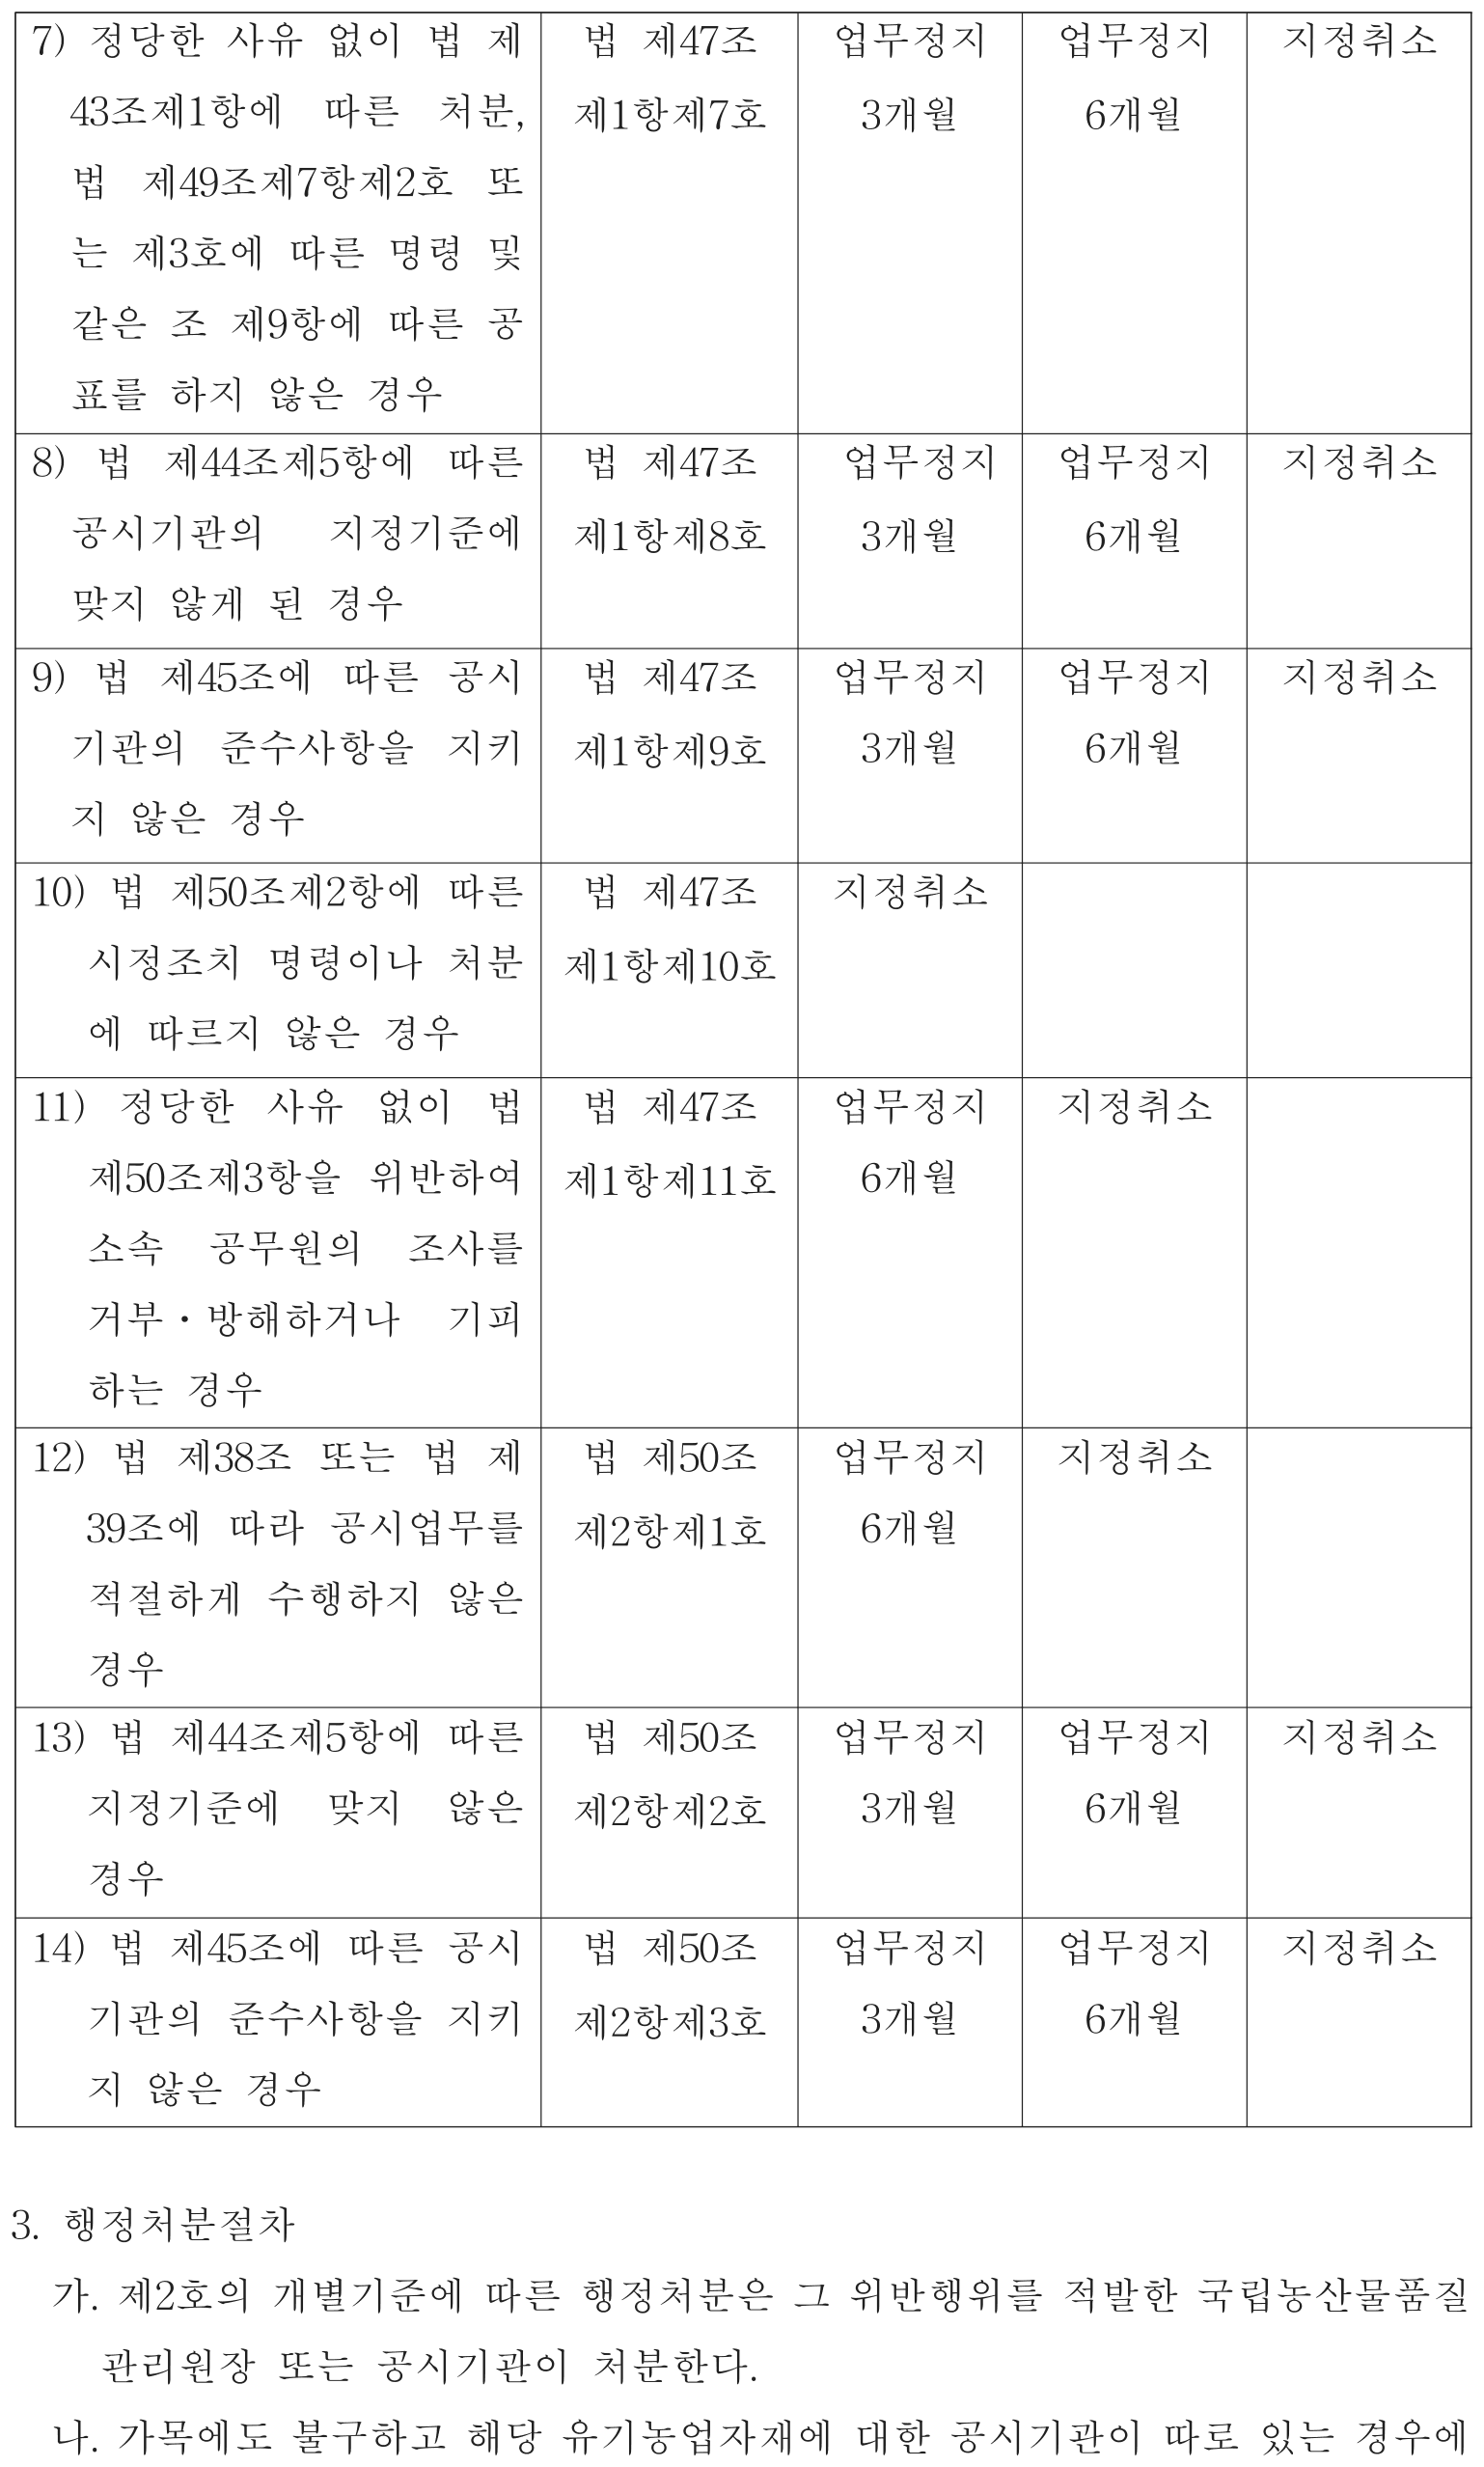 7) 정당한 사유 없이 법 제
43조제1항에 따른 처분,
법 제49조제7항제2호 또
는 제3호에 따른 명령 및
같은 조 제9항에 따른 공
표를 하지 않은 경우
법 제47조
제1항제7호
업무정지
3개월
업무정지
6개월
지정취소
8) 법 제44조제5항에 따른
공시기관의 지정기준에
맞지 않게 된 경우
법 제47조
제1항제8호
업무정지
3개월
업무정지
6개월
지정취소
9) 법 제45조에 따른 공시
기관의 준수사항을 지키
지 않은 경우
법 제47조
제1항제9호
업무정지
3개월
업무정지
6개월
지정취소
10) 법 제50조제2항에 따른
시정조치 명령이나 처분
에 따르지 않은 경우
법 제47조
제1항제10호
지정취소
11) 정당한 사유 없이 법
제50조제3항을 위반하여
소속 공무원의 조사를
거부·방해하거나 기피
하는 경우
법 제47조
제1항제11호
업무정지
6개월
지정취소
12) 법 제38조 또는 법 제
39조에 따라 공시업무를
적절하게 수행하지 않은
경우
법 제50조
제2항제1호
업무정지
6개월
지정취소
13) 법 제44조제5항에 따른
지정기준에 맞지 않은
경우
법 제50조
제2항제2호
업무정지
3개월
업무정지
6개월
지정취소
14) 법 제45조에 따른 공시
기관의 준수사항을 지키
지 않은 경우
법 제50조
제2항제3호
업무정지
3개월
업무정지
6개월
지정취소
3. 행정처분절차
가. 제2호의 개별기준에 따른 행정처분은 그 위반행위를 적발한 국립농산물품질
관리원장 또는 공시기관이 처분한다.
나. 가목에도 불구하고 해당 유기농업자재에 대한 공시기관이 따로 있는 경우에